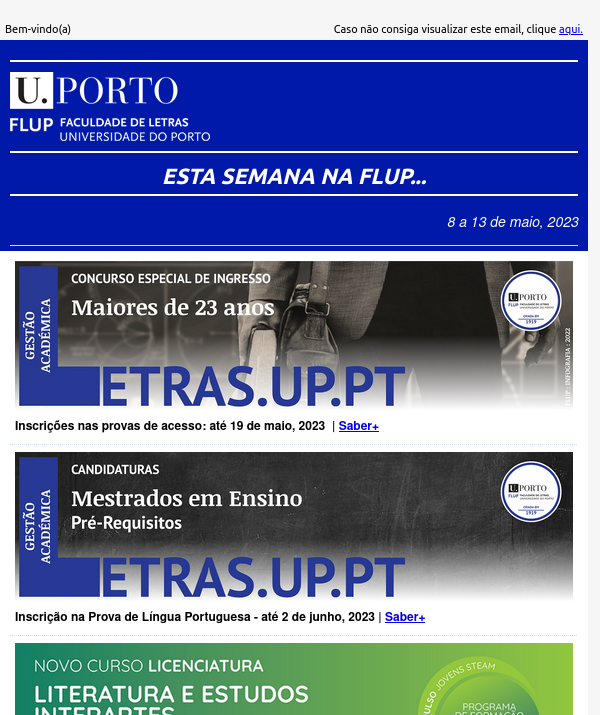 Bem-vindo(a)
Caso não consiga visualizar este email, clique aqui.
U. PORTO
FLUP FACULDADE DE LETRAS
UNIVERSIDADE DO PORTO
ESTA SEMANA NA FLUP...
8 a 13 de maio, 2023
GESTÃO
ACADÉMICA
CONCURSO ESPECIAL DE INGRESSO
Maiores de 23 anos
U. PORTO
FLUP FACULDADE DE LETRAS
UNIVERSIDADE DO PORTO
CRIADA EM
1919
FLUP : INFOGRAFIA : 2022
LETRAS.UP.PT
Inscrições nas provas de acesso: até 19 de maio, 2023 | Saber+
GESTÃO
ACADÉMICA
CANDIDATURAS
Mestrados em Ensino
Pré-Requisitos
U. PORTO
FLUP FACULDADE DE LETRAS
UNIVERSIDADE DO PORTO
CRIADA EM
1919
LETRAS.UP.PT
Inscrição na Prova de Língua Portuguesa - até 2 de junho, 2023 | Saber+
NOVO CURSO LICENCIATURA
LITERATURA E ESTUDOS
INTERARTES
JOVENS STEAM
PROGRAMA
DE FORMAÇÃO